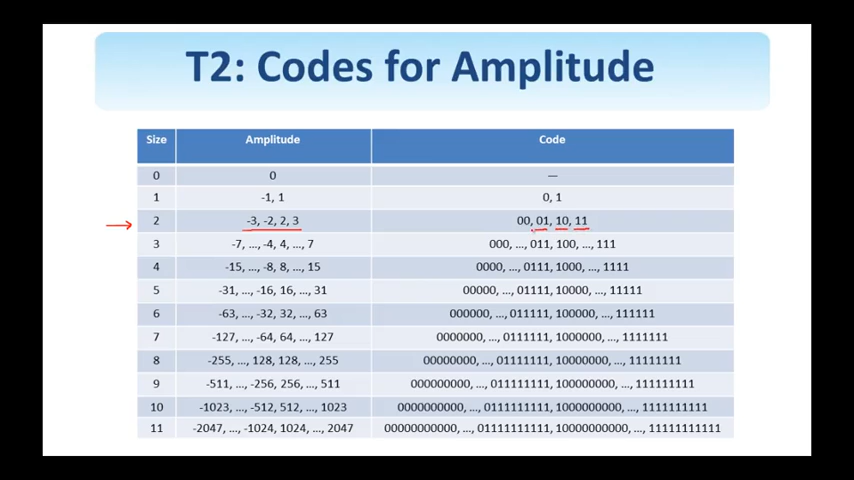 T2: Codes for Amplitude
Size Amplitude Code
0 0 —
1 -1, 1 0, 1
2 -3, -2, 2, 3 00, 01, 10, 11
3 -7, ..., -4, 4, ..., 7 000, ..., 011, 100, ..., 111
4 -15, ..., -8, 8, ..., 15 0000, ..., 0111, 1000, ..., 1111
5 -31, ..., -16, 16, ..., 31 00000, ..., 01111, 10000, ..., 11111
6 -63, ..., -32, 32, ..., 63 000000, ..., 011111, 100000, ..., 111111
7 -127, ..., -64, 64, ..., 127 0000000, ..., 0111111, 1000000, ..., 1111111
8 -255, ..., 128, 128, ..., 255 00000000, ..., 01111111, 10000000, ..., 11111111
9 -511, ..., -256, 256, ..., 511 000000000, ..., 011111111, 100000000, ..., 111111111
10 -1023, ..., -512, 512, ..., 1023 0000000000, ..., 0111111111, 1000000000, ..., 1111111111
11 -2047, ..., -1024, 1024, ..., 2047 00000000000, ..., 01111111111, 10000000000, ..., 11111111111